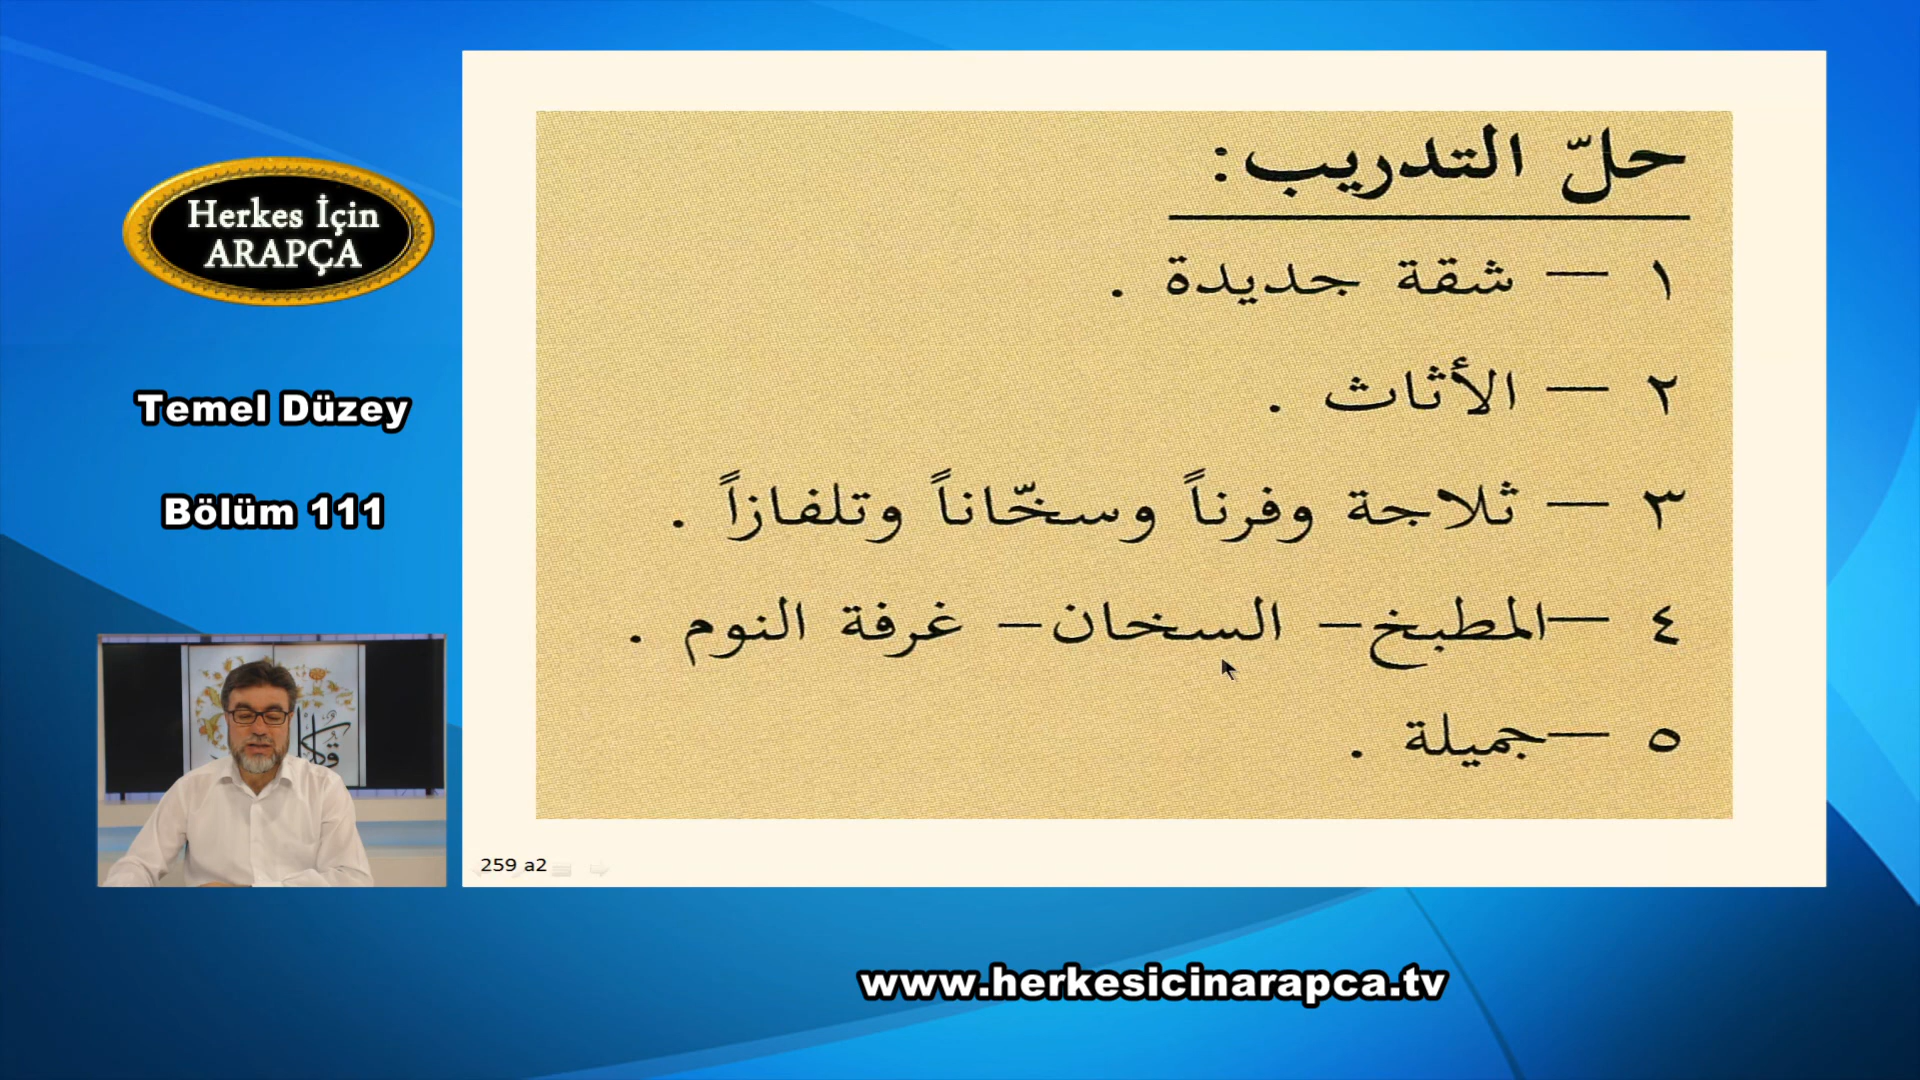 Herkes İçin
ARAPÇA
Temel Düzey
Bölüm 111
حلّ التدريب:
١ — شقة جديدة .
٢ — الأثاث .
٣ — ثلاجة وفرناً وسخّاناً وتلفازاً .
٤ —المطبخ— السخان— غرفة النوم .
٥ —جميلة .
259 a2
www.herkesicinarapca.tv